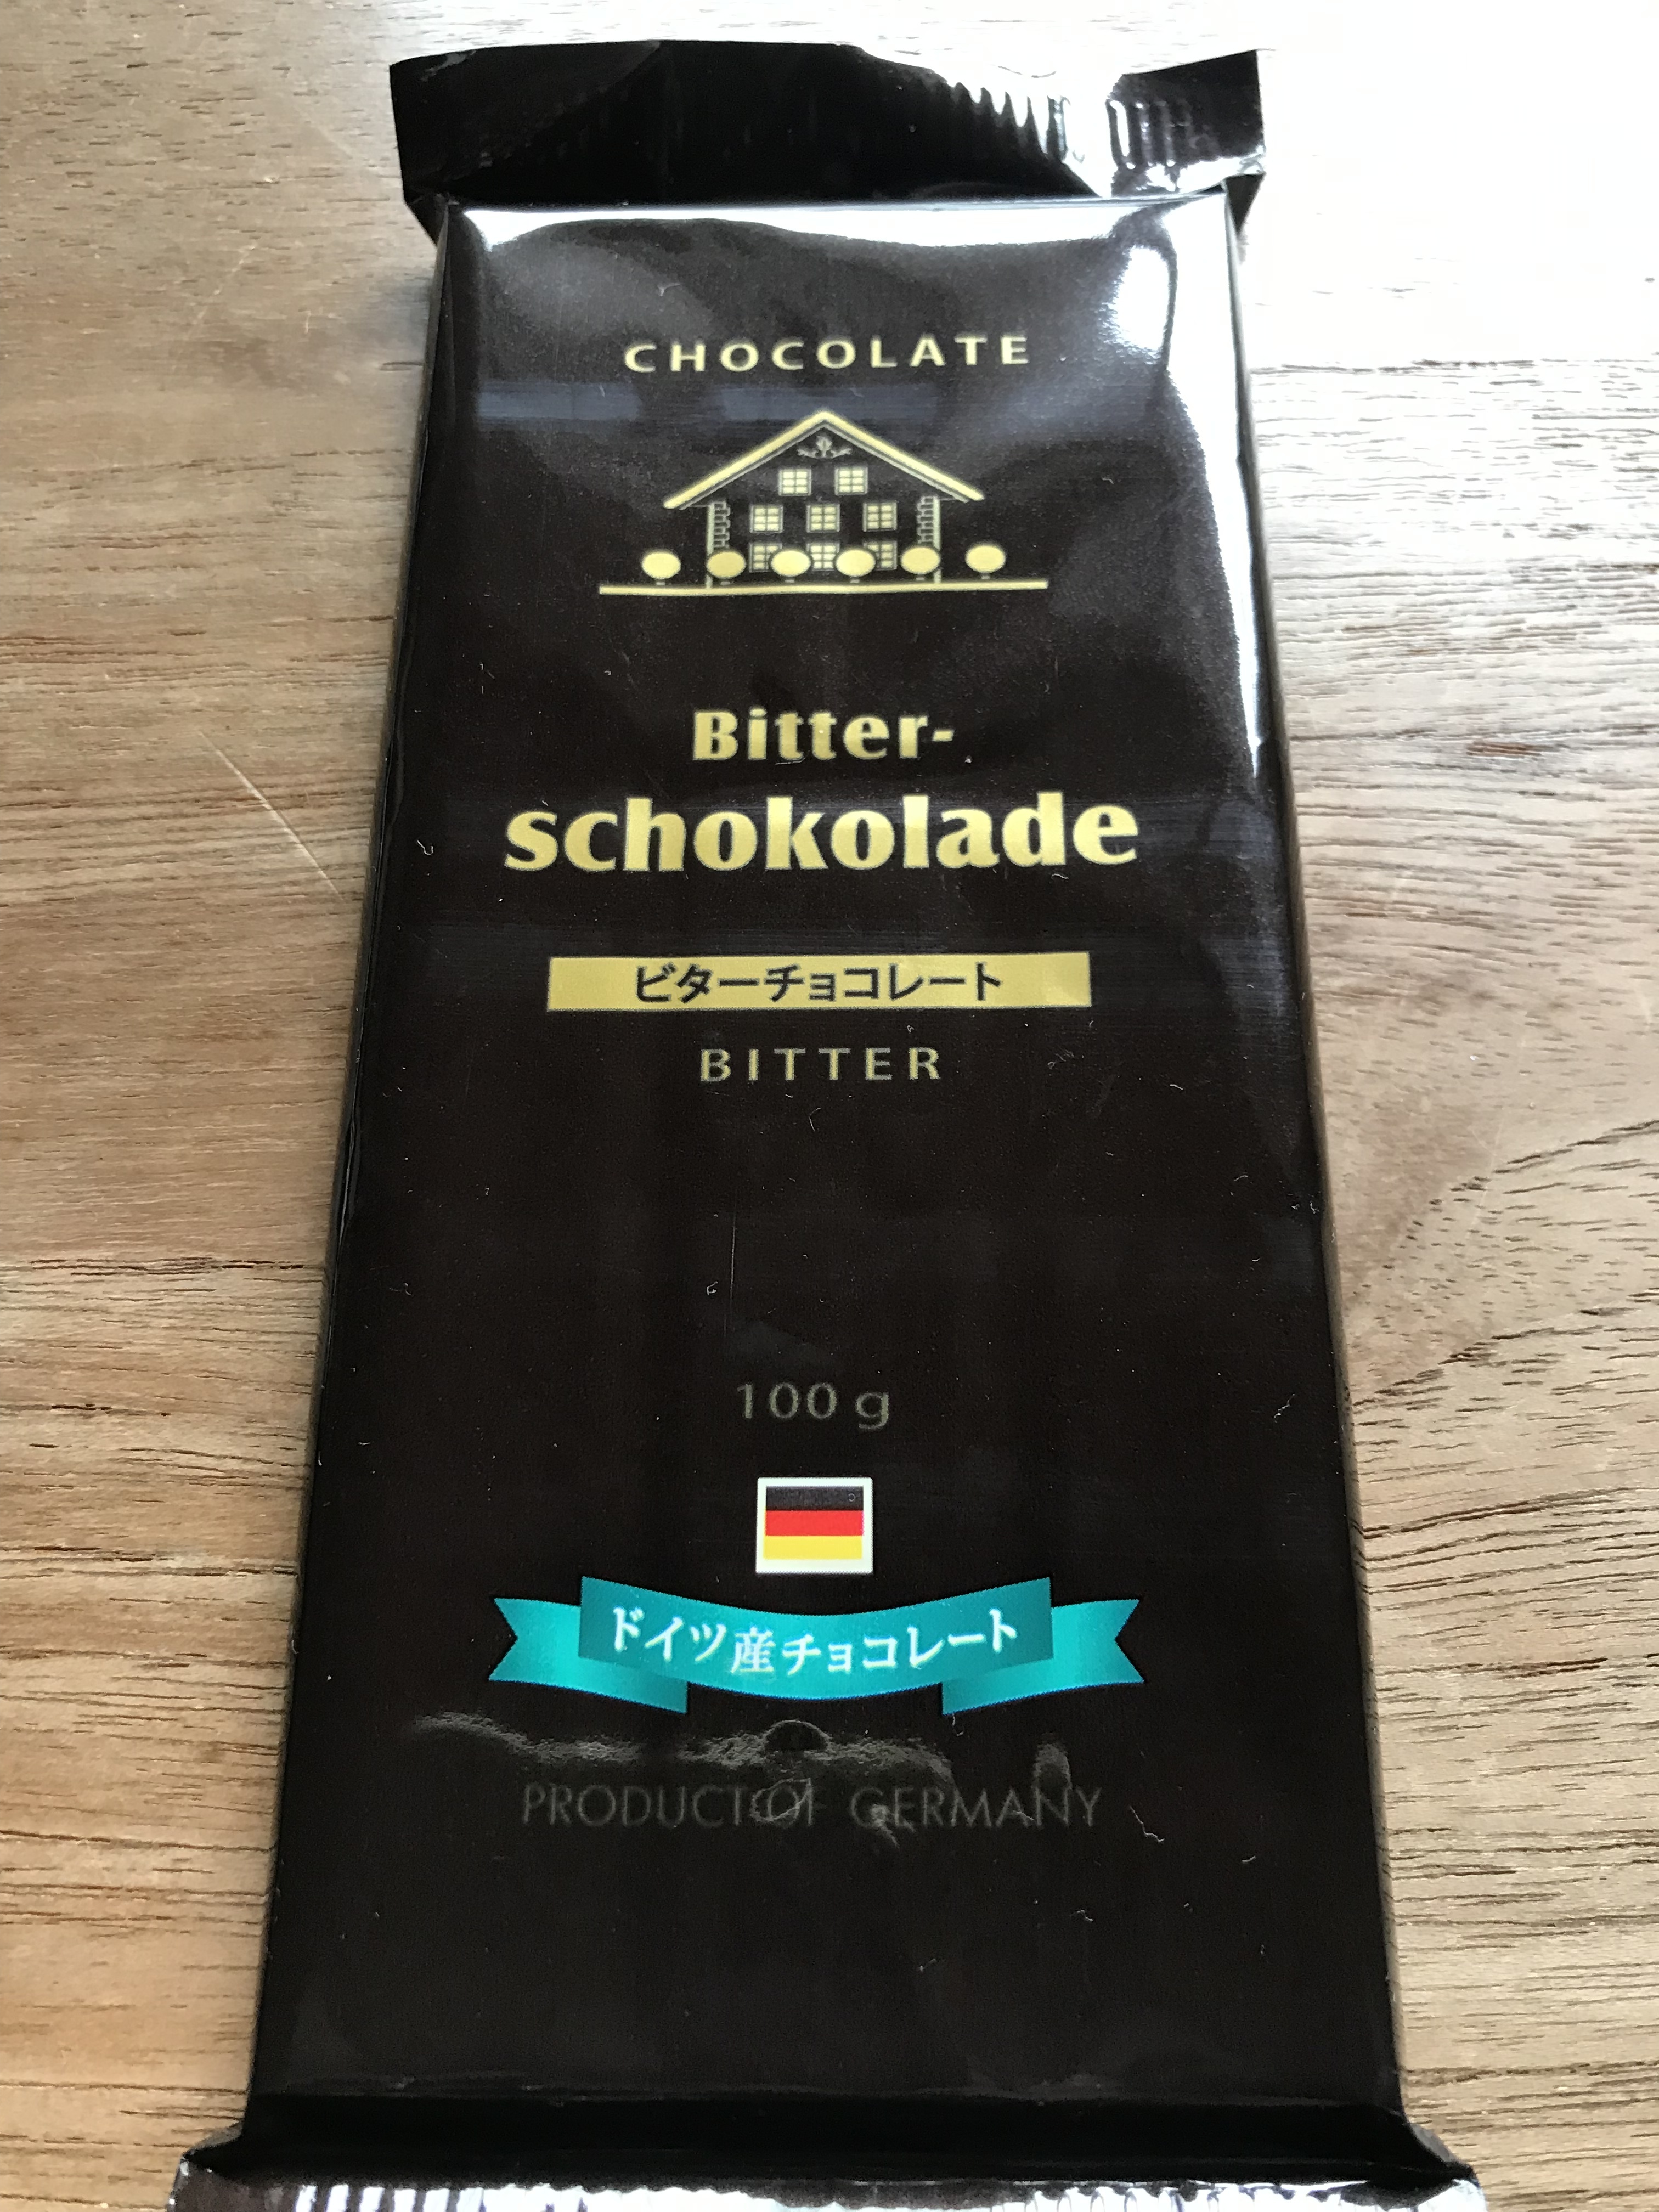 CHOCOLATE
Bitter-
schokolade
ビターチョコレート
BITTER
100 g
ドイツ産チョコレート
PRODUCT OF GERMANY